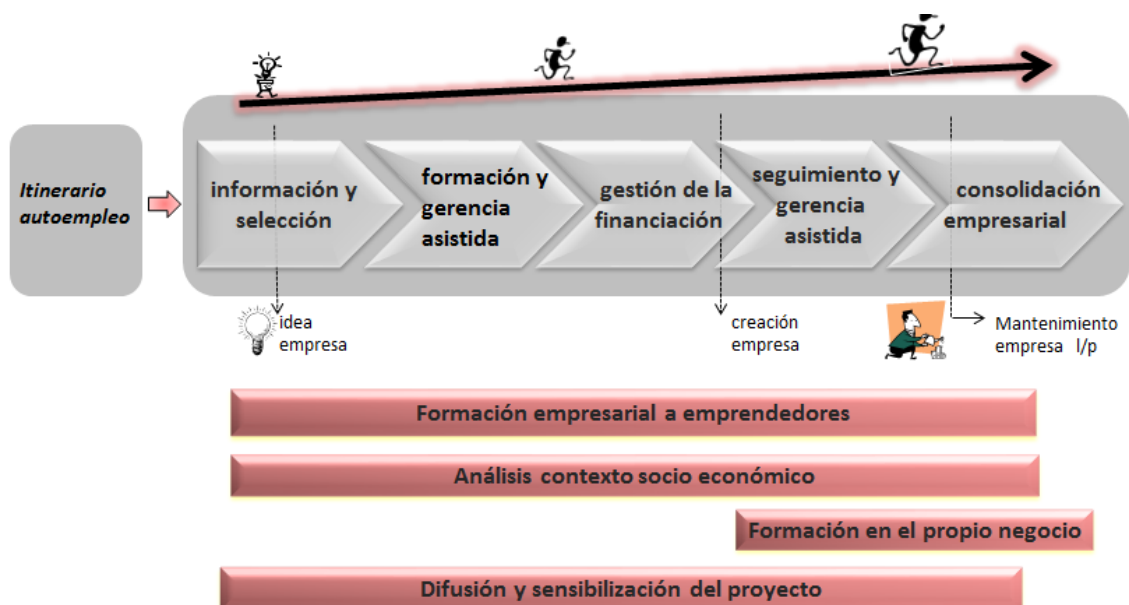 Itinerario
autoempleo
información y
selección
formación y
gerencia
asistida
gestión de la
financiación
seguimiento y
gerencia
asistida
consolidación
empresarial
idea
empresa
creación
empresa
Mantenimiento
empresa l/p
Formación empresarial a emprendedores
Análisis contexto socio económico
Formación en el propio negocio
Difusión y sensibilización del proyecto